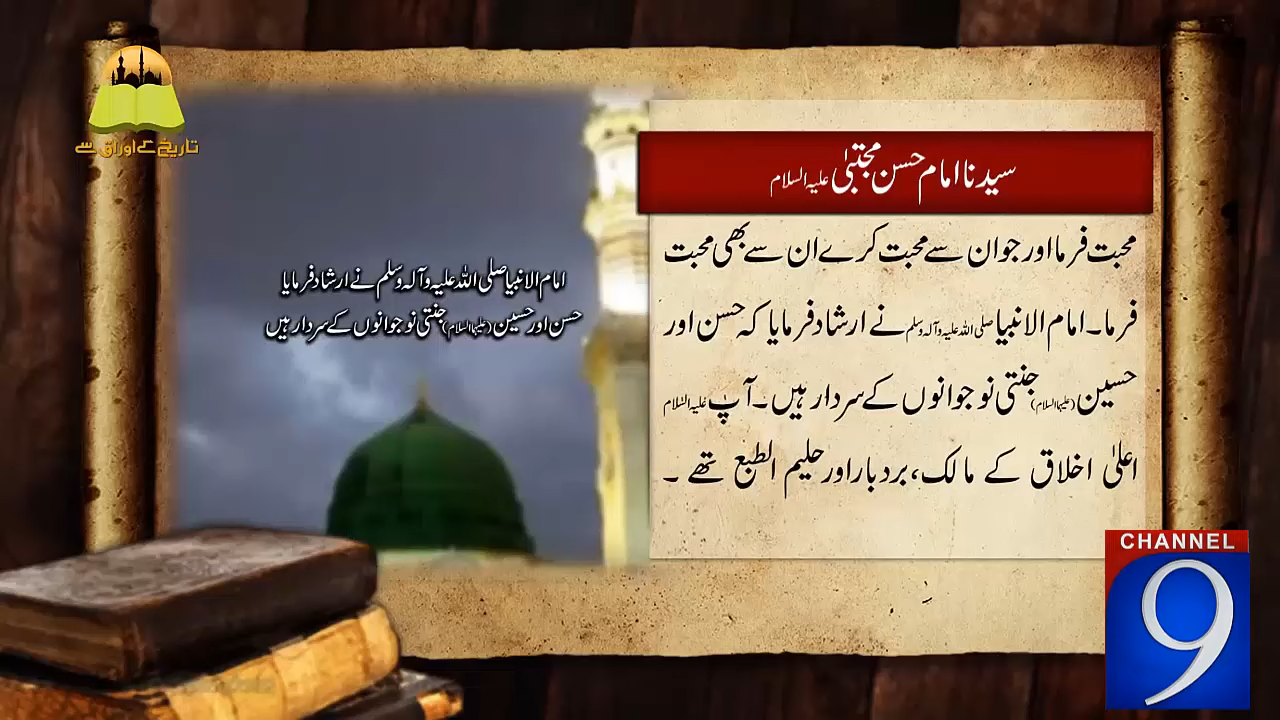 تاریخ کے اوراق سے
سیدنا امام حسن مجتبیٰ علیہ السلام
محبت فرما اور جو ان سے محبت کرے ان سے بھی محبت
فرما۔ امام الانبیا صلی اللہ علیہ وآلہ وسلم نے ارشاد فرمایا کہ حسن اور
حسین (علیہما السلام) جنتی نوجوانوں کے سردار ہیں۔ آپ علیہ السلام
اعلیٰ اخلاق کے مالک، بردبار اور حلیم الطبع تھے ۔
امام الانبیا صلی اللہ علیہ وآلہ وسلم نے ارشاد فرمایا
حسن اور حسین (علیہما السلام) جنتی نوجوانوں کے سردار ہیں
CHANNEL
9